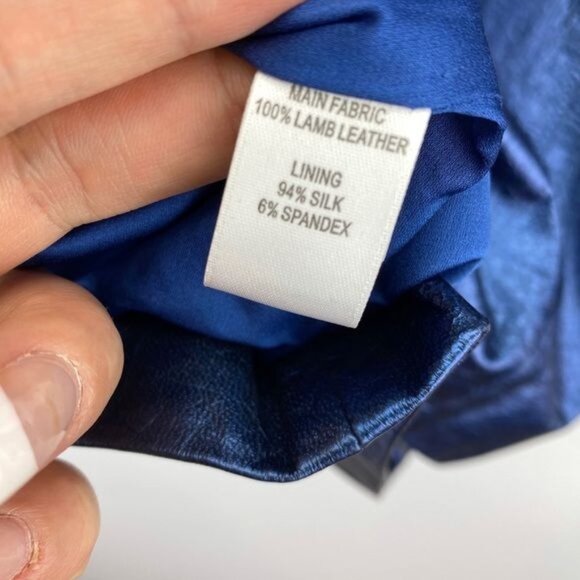 MAIN FABRIC
100% LAMB LEATHER
LINING
94% SILK
6% SPANDEX